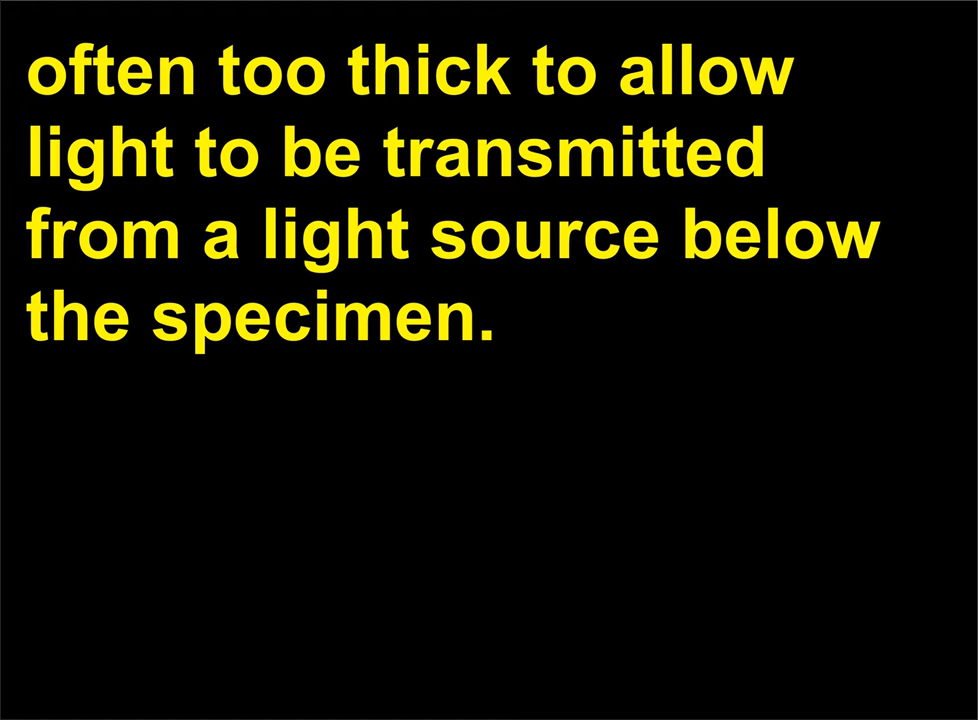 often too thick to allow
light to be transmitted
from a light source below
the specimen.